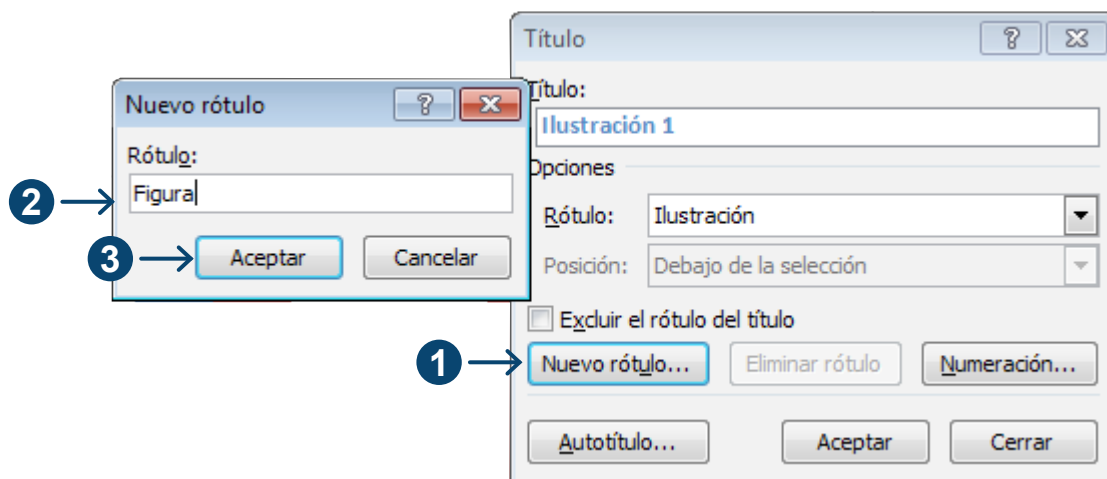 Título
Título:
Ilustración 1
Opciones
Rótulo: Ilustración
Posición: Debajo de la selección
Excluir el rótulo del título
1 Nuevo rótulo... Eliminar rótulo Numeración...
Autotítulo... Aceptar Cerrar
Nuevo rótulo
Rótulo:
2 Figura
3 Aceptar Cancelar